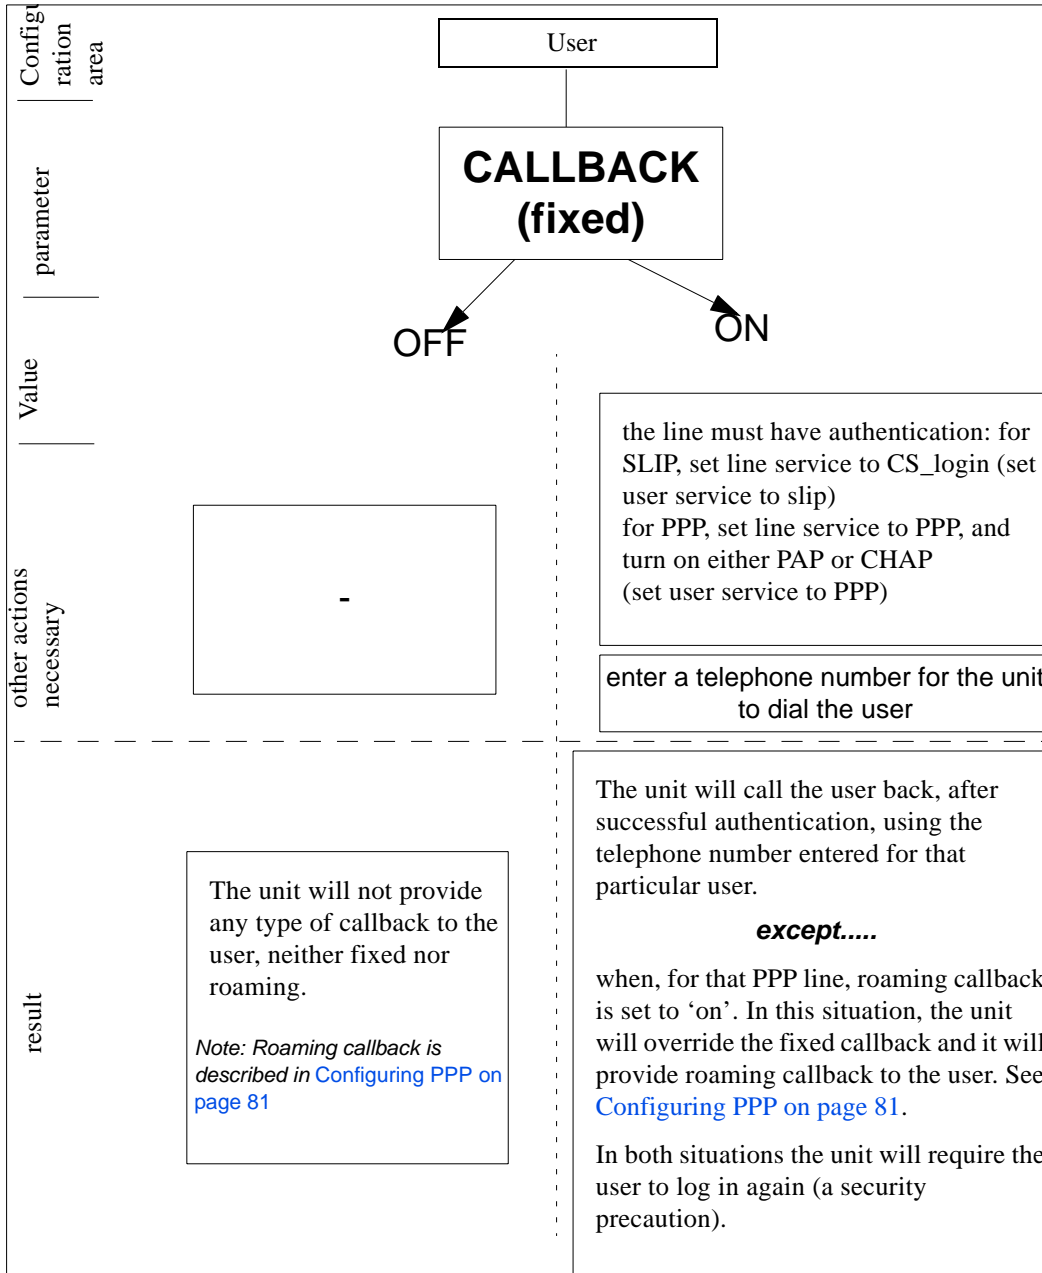 Configu
ration
area
User
parameter
CALLBACK
(fixed)
Value
OFF
ON
other actions
necessary
-
the line must have authentication: for
SLIP, set line service to CS_login (set
user service to slip)
for PPP, set line service to PPP, and
turn on either PAP or CHAP
(set user service to PPP)
enter a telephone number for the unit
to dial the user
result
The unit will not provide
any type of callback to the
user, neither fixed nor
roaming.
Note: Roaming callback is
described in Configuring PPP on
page 81
The unit will call the user back, after
successful authentication, using the
telephone number entered for that
particular user.
except.....
when, for that PPP line, roaming callback
is set to ‘on’. In this situation, the unit
will override the fixed callback and it will
provide roaming callback to the user. See
Configuring PPP on page 81.
In both situations the unit will require the
user to log in again (a security
precaution).